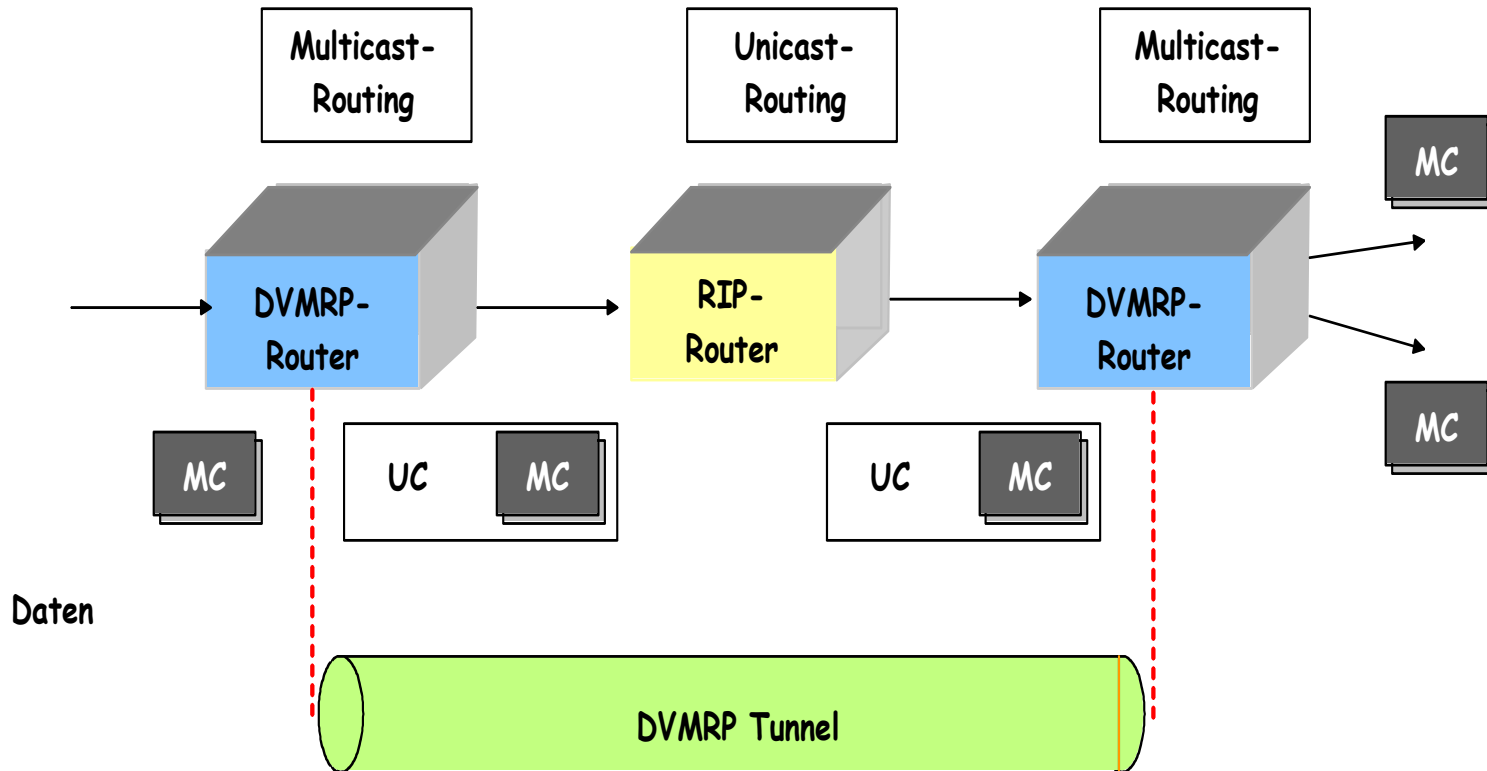 Multicast-
Routing
Unicast-
Routing
Multicast-
Routing
MC
DVMRP-
Router
RIP-
Router
DVMRP-
Router
MC
MC
UC
MC
UC
MC
Daten
DVMRP Tunnel